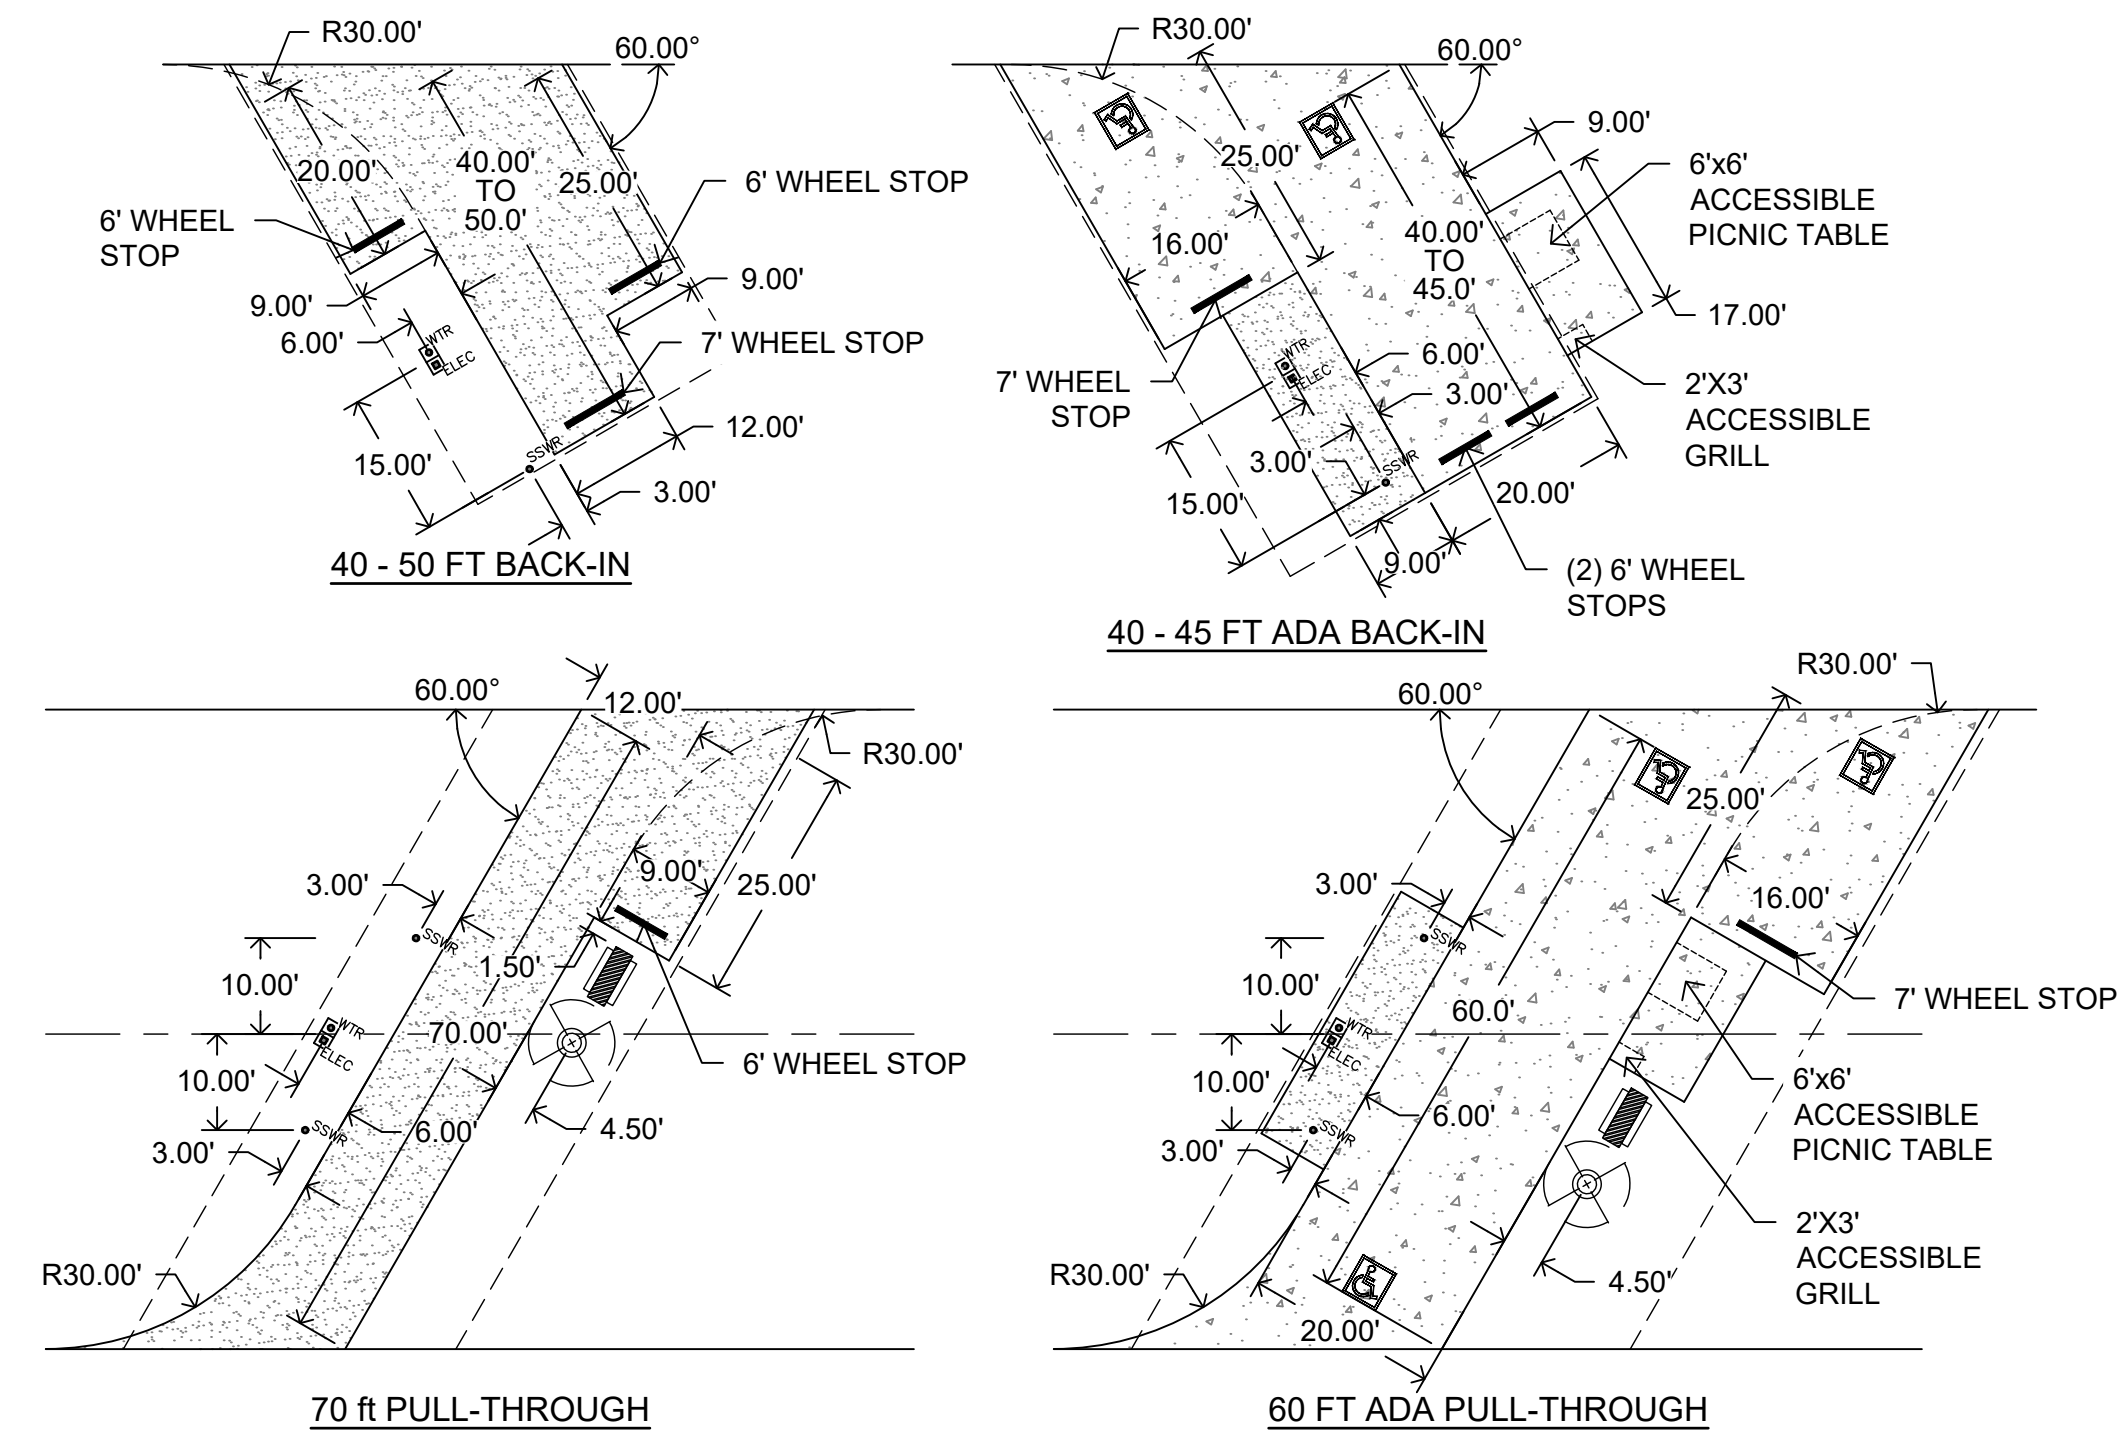 R30.00'
60.00°
20.00'
40.00'
TO
50.0'
25.00'
6' WHEEL STOP
6' WHEEL
STOP
9.00'
9.00'
6.00'
WTR
ELEC
7' WHEEL STOP
15.00'
SSWR
12.00'
3.00'
40 - 50 FT BACK-IN
R30.00'
60.00°
9.00'
25.00'
6'x6'
ACCESSIBLE
PICNIC TABLE
16.00'
40.00'
TO
45.0'
17.00'
WTR
ELEC
6.00'
7' WHEEL
STOP
3.00'
2'X3'
ACCESSIBLE
GRILL
3.00'
SSWR
15.00'
20.00'
9.00'
(2) 6' WHEEL
STOPS
40 - 45 FT ADA BACK-IN
60.00°
12.00'
R30.00'
3.00'
9.00'
25.00'
SSWR
10.00'
1.50'
WTR
ELEC
70.00'
6' WHEEL STOP
10.00'
SSWR
6.00'
4.50'
3.00'
R30.00'
70 ft PULL-THROUGH
R30.00'
60.00°
25.00'
3.00'
16.00'
SSWR
10.00'
60.0'
7' WHEEL STOP
WTR
ELEC
10.00'
6'x6'
ACCESSIBLE
PICNIC TABLE
SSWR
6.00'
3.00'
2'X3'
ACCESSIBLE
GRILL
R30.00'
4.50'
20.00'
60 FT ADA PULL-THROUGH